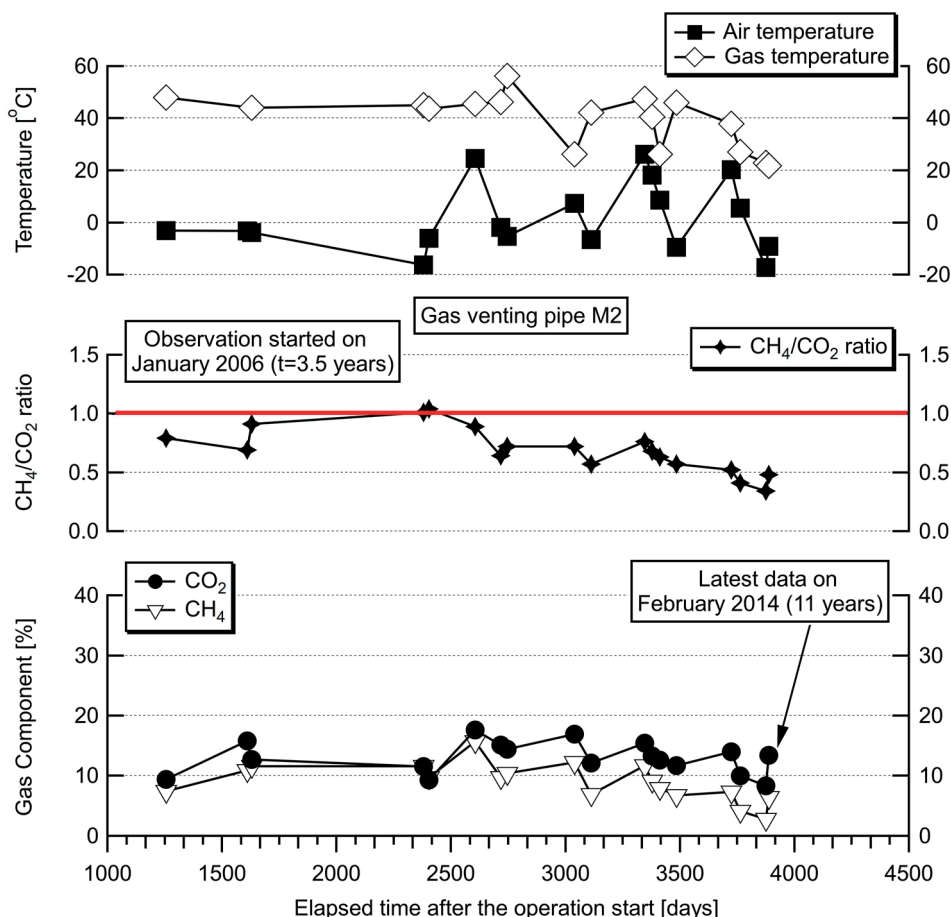 Air temperature
Gas temperature
60
40
20
0
-20
Temperature [°C]
60
40
20
0
-20
Gas venting pipe M2
Observation started on
January 2006 (t=3.5 years)
CH₄/CO₂ ratio
1.5
1.0
0.5
0.0
CH₄/CO₂ ratio
1.5
1.0
0.5
0.0
CO₂
CH₄
Latest data on
February 2014 (11 years)
40
30
20
10
0
Gas Component [%]
40
30
20
10
0
1000 1500 2000 2500 3000 3500 4000 4500
Elapsed time after the operation start [days]